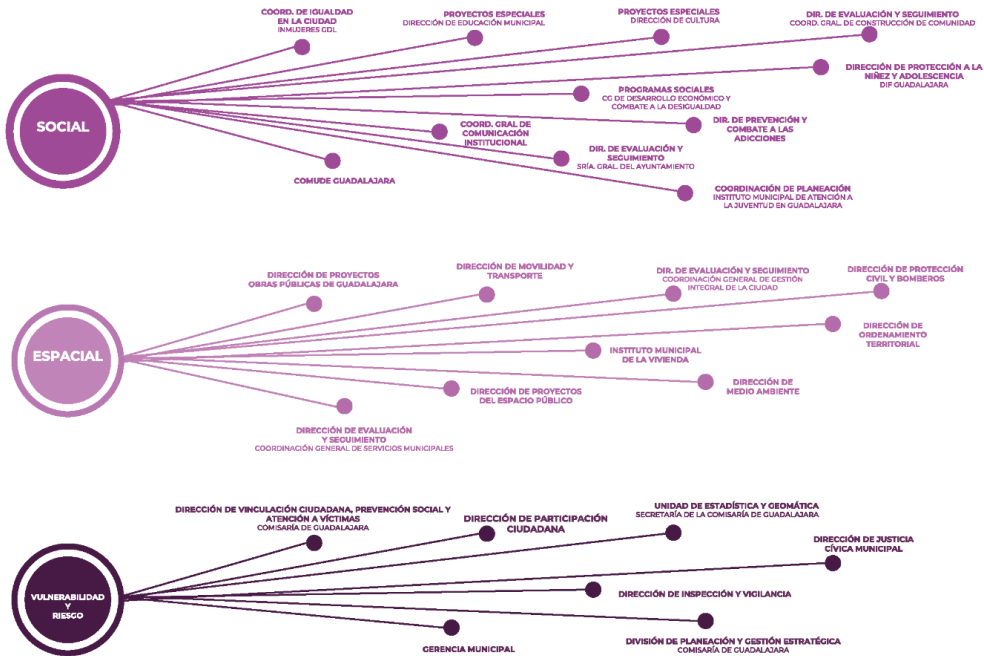 COORD. DE IGUALDAD
EN LA CIUDAD
INMUJERES GDL
PROYECTOS ESPECIALES
DIRECCIÓN DE EDUCACIÓN MUNICIPAL
PROYECTOS ESPECIALES
DIRECCIÓN DE CULTURA
DIR. DE EVALUACIÓN Y SEGUIMIENTO
COORD. GRAL. DE CONSTRUCCIÓN DE COMUNIDAD
DIRECCIÓN DE PROTECCIÓN A LA
NIÑEZ Y ADOLESCENCIA
DIF GUADALAJARA
SOCIAL
PROGRAMAS SOCIALES
CG DE DESARROLLO ECONÓMICO Y
COMBATE A LA DESIGUALDAD
DIR. DE PREVENCIÓN Y
COMBATE A LAS
ADICCIONES
COORD. GRAL DE
COMUNICACIÓN
INSTITUCIONAL
DIR. DE EVALUACIÓN Y
SEGUIMIENTO
SRÍA. GRAL. DEL AYUNTAMIENTO
COMUDE GUADALAJARA
COORDINACIÓN DE PLANEACIÓN
INSTITUTO MUNICIPAL DE ATENCIÓN A
LA JUVENTUD EN GUADALAJARA
DIRECCIÓN DE PROYECTOS
OBRAS PÚBLICAS DE GUADALAJARA
DIRECCIÓN DE MOVILIDAD Y
TRANSPORTE
DIR. DE EVALUACIÓN Y SEGUIMIENTO
COORDINACIÓN GENERAL DE GESTIÓN
INTEGRAL DE LA CIUDAD
DIRECCIÓN DE PROTECCIÓN
CIVIL Y BOMBEROS
DIRECCIÓN DE
ORDENAMIENTO
TERRITORIAL
ESPACIAL
INSTITUTO MUNICIPAL
DE LA VIVIENDA
DIRECCIÓN DE
MEDIO AMBIENTE
DIRECCIÓN DE PROYECTOS
DEL ESPACIO PÚBLICO
DIRECCIÓN DE EVALUACIÓN
Y SEGUIMIENTO
COORDINACIÓN GENERAL DE SERVICIOS MUNICIPALES
DIRECCIÓN DE VINCULACIÓN CIUDADANA, PREVENCIÓN SOCIAL Y
ATENCIÓN A VÍCTIMAS
COMISARÍA DE GUADALAJARA
DIRECCIÓN DE PARTICIPACIÓN
CIUDADANA
UNIDAD DE ESTADÍSTICA Y GEOMÁTICA
SECRETARÍA DE LA COMISARÍA DE GUADALAJARA
DIRECCIÓN DE JUSTICIA
CÍVICA MUNICIPAL
VULNERABILIDAD
Y
RIESGO
DIRECCIÓN DE INSPECCIÓN Y VIGILANCIA
GERENCIA MUNICIPAL
DIVISIÓN DE PLANEACIÓN Y GESTIÓN ESTRATÉGICA
COMISARÍA DE GUADALAJARA